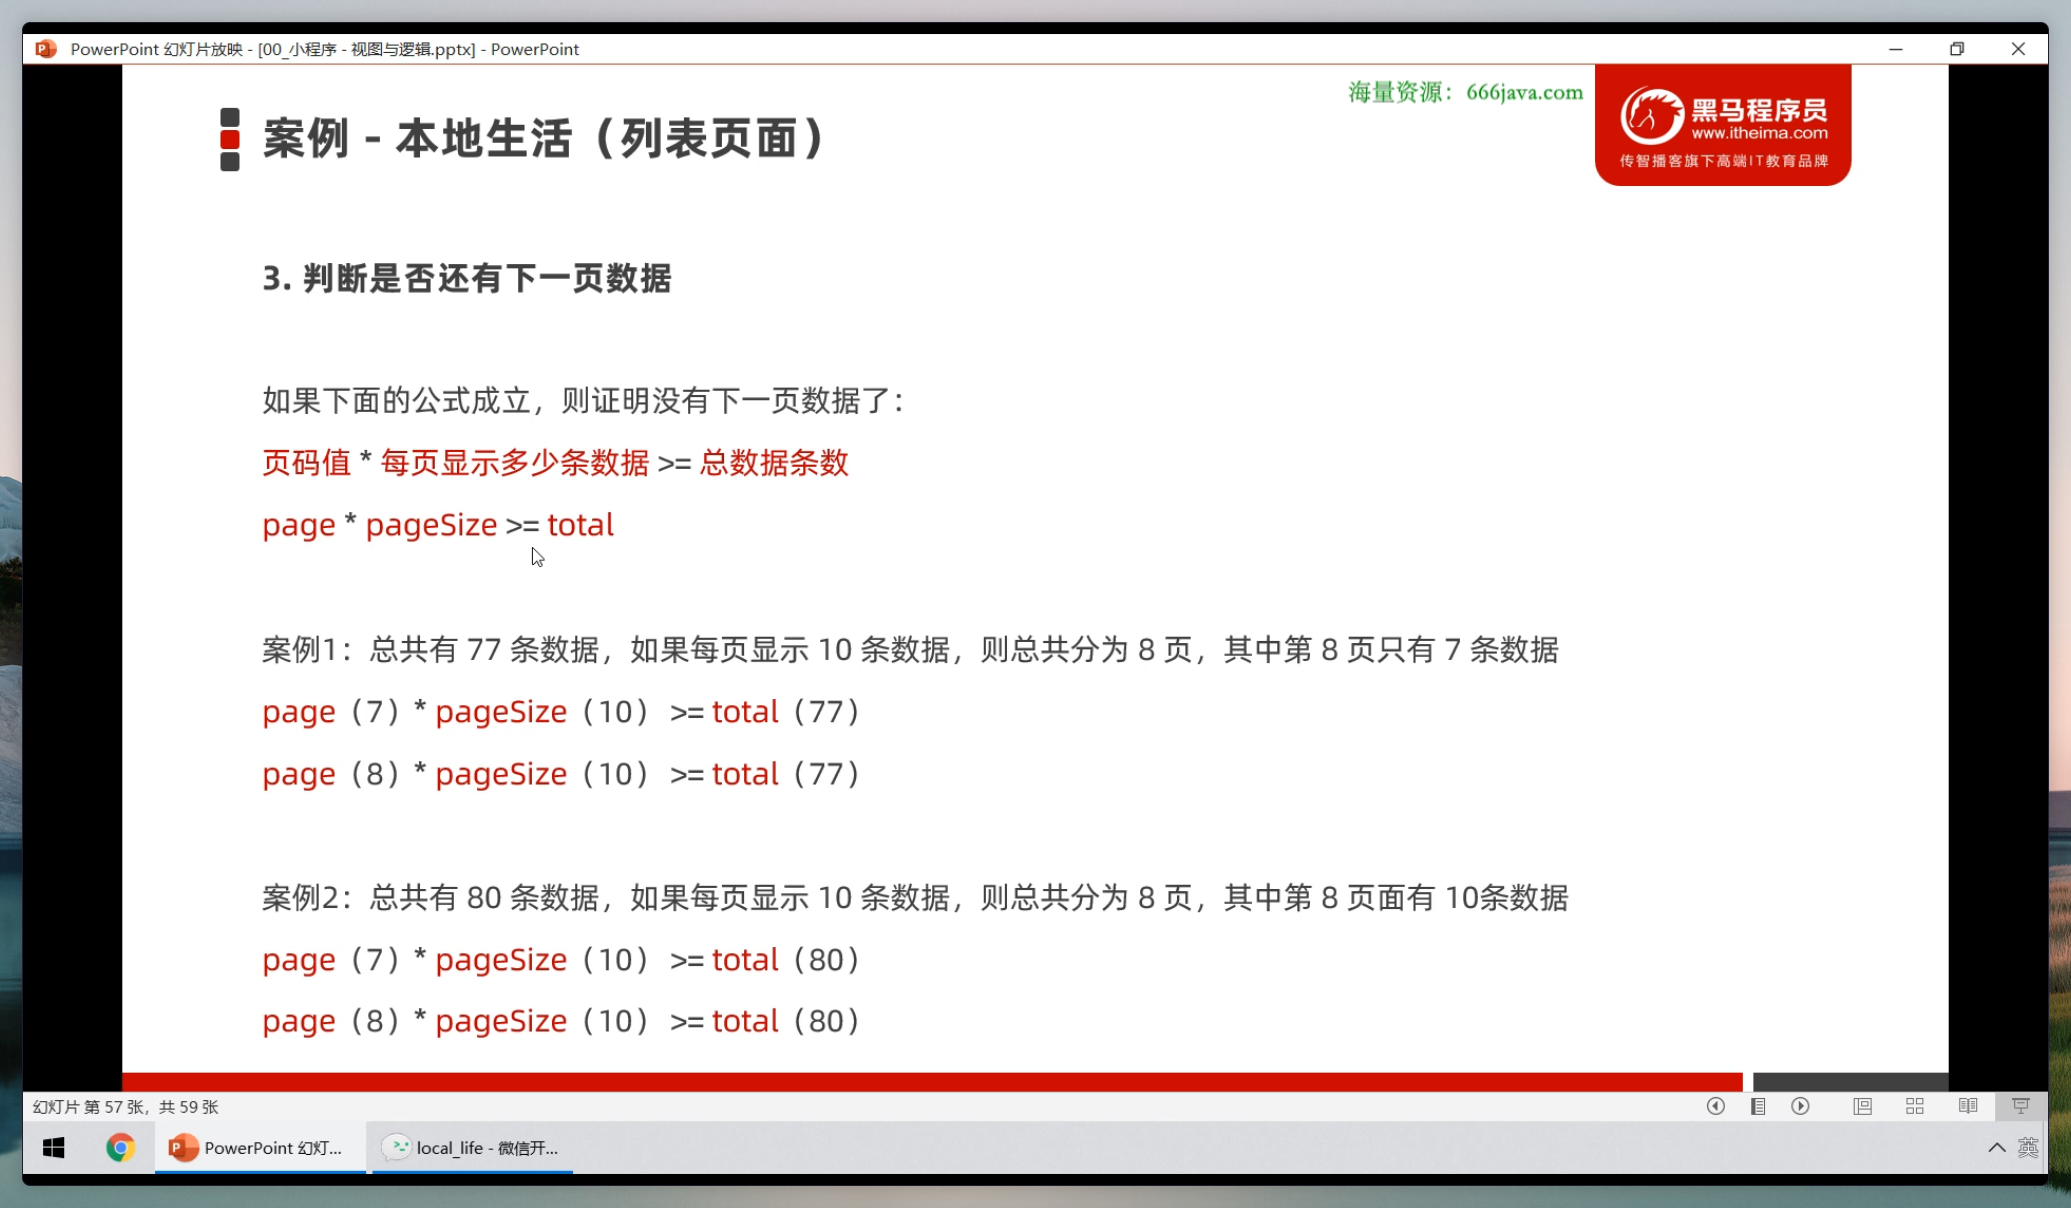 PowerPoint 幻灯片放映 - [00_小程序 - 视图与逻辑.pptx] - PowerPoint
海量资源：666java.com
黑马程序员
www.itheima.com
传智播客旗下高端IT教育品牌
案例 - 本地生活（列表页面）
3. 判断是否还有下一页数据
如果下面的公式成立，则证明没有下一页数据了：
页码值 * 每页显示多少条数据 >= 总数据条数
page * pageSize >= total
案例1：总共有 77 条数据，如果每页显示 10 条数据，则总共分为 8 页，其中第 8 页只有 7 条数据
page（7）* pageSize（10） >= total（77）
page（8）* pageSize（10） >= total（77）
案例2：总共有 80 条数据，如果每页显示 10 条数据，则总共分为 8 页，其中第 8 页面有 10条数据
page（7）* pageSize（10） >= total（80）
page（8）* pageSize（10） >= total（80）
幻灯片 第 57 张，共 59 张
PowerPoint 幻灯...
local_life - 微信开...
英